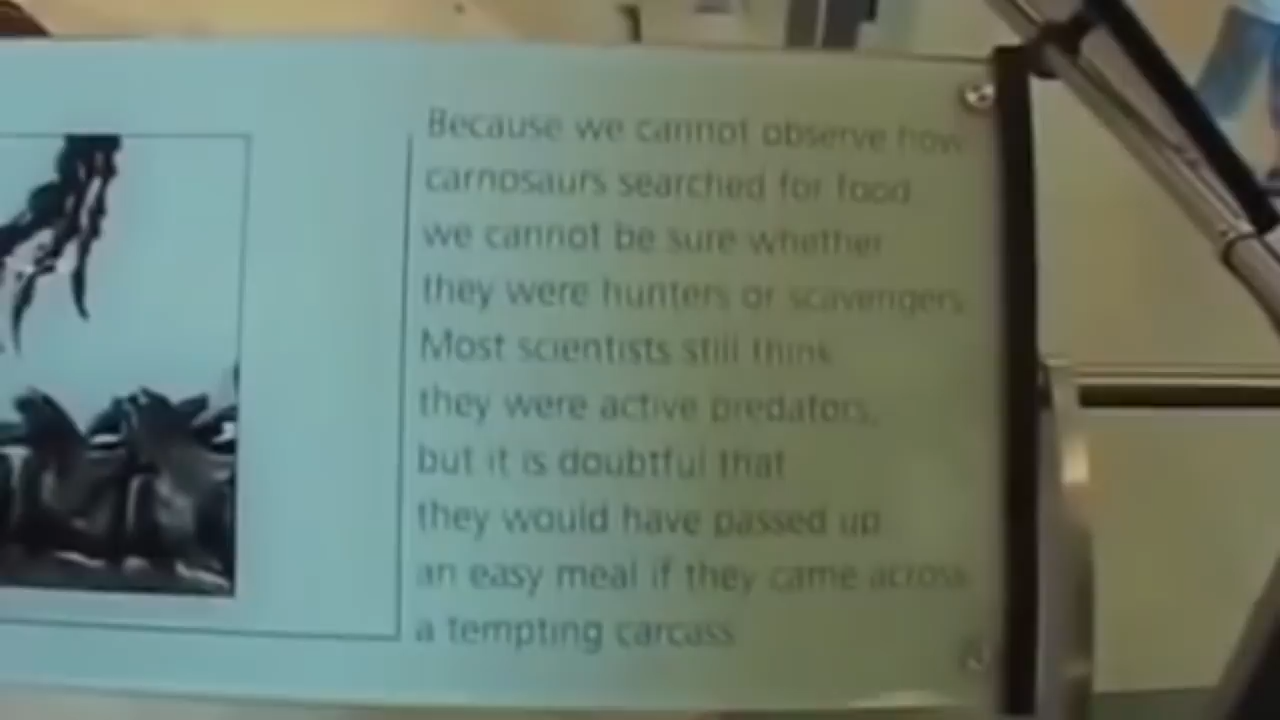 Because we cannot observe how
carnosaurs searched for food
we cannot be sure whether
they were hunters or scavengers.
Most scientists still think
they were active predators,
but it is doubtful that
they would have passed up
an easy meal if they came across
a tempting carcass